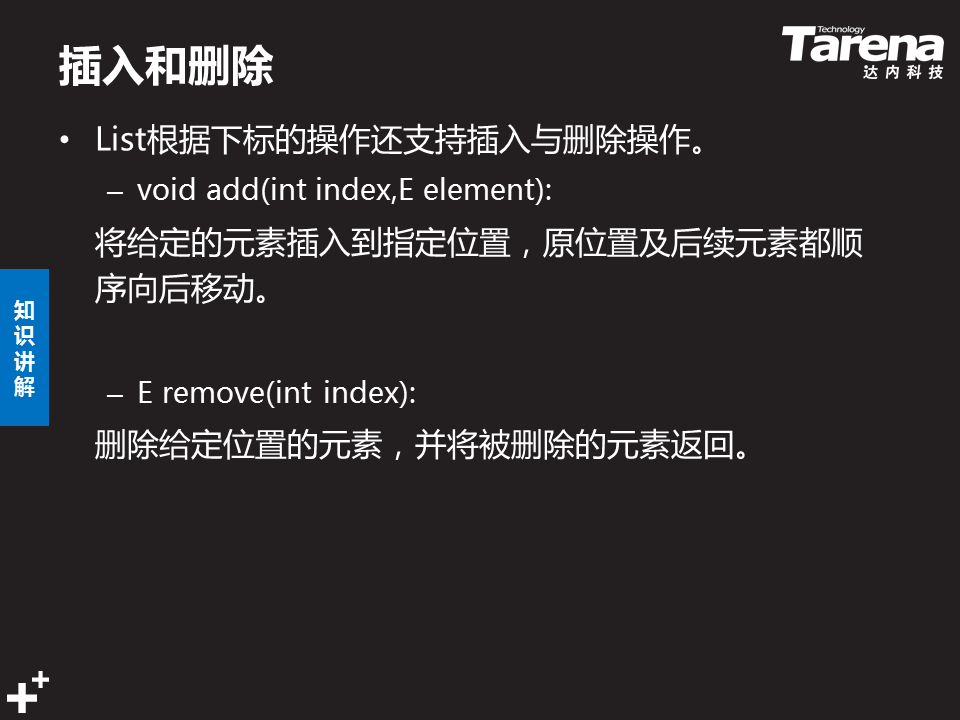 插入和删除
Technology
Tarena
达内科技
• List根据下标的操作还支持插入与删除操作。
– void add(int index,E element):
将给定的元素插入到指定位置，原位置及后续元素都顺
序向后移动。
知
识
讲
解
– E remove(int index):
删除给定位置的元素，并将被删除的元素返回。